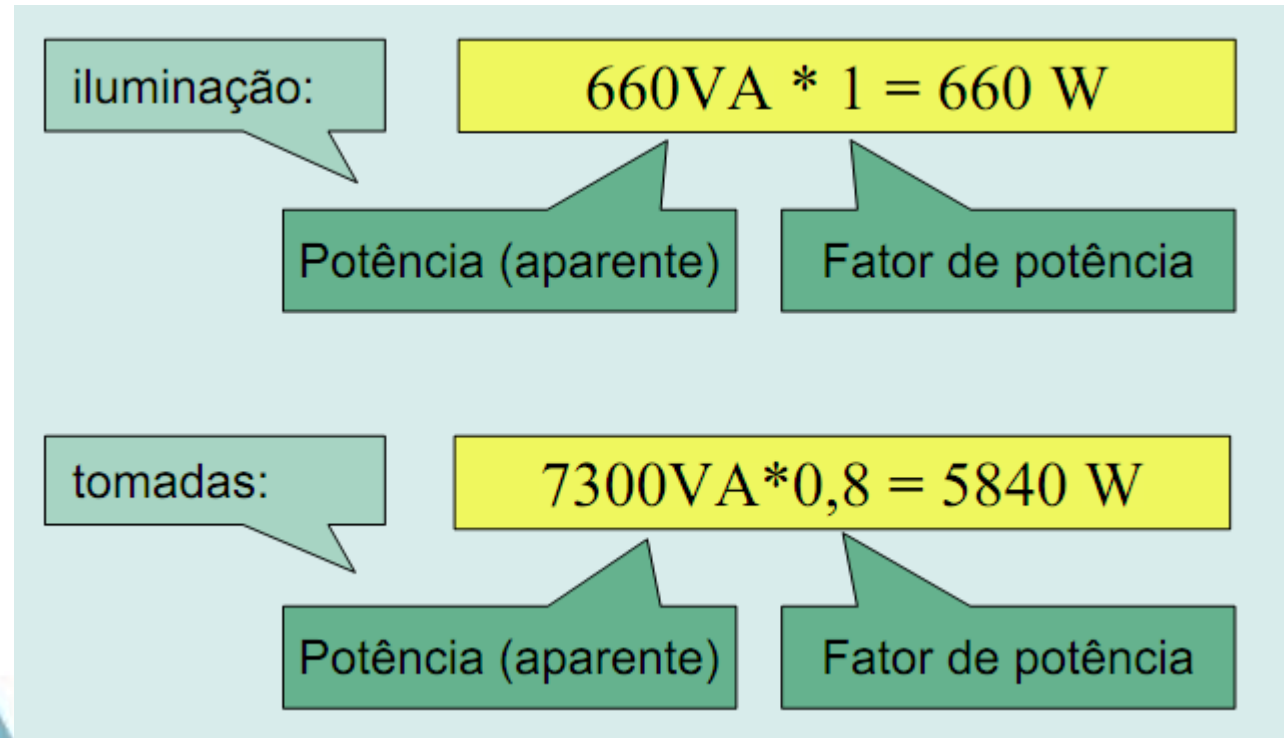 iluminação:
660VA * 1 = 660 W
Potência (aparente)
Fator de potência
tomadas:
7300VA*0,8 = 5840 W
Potência (aparente)
Fator de potência